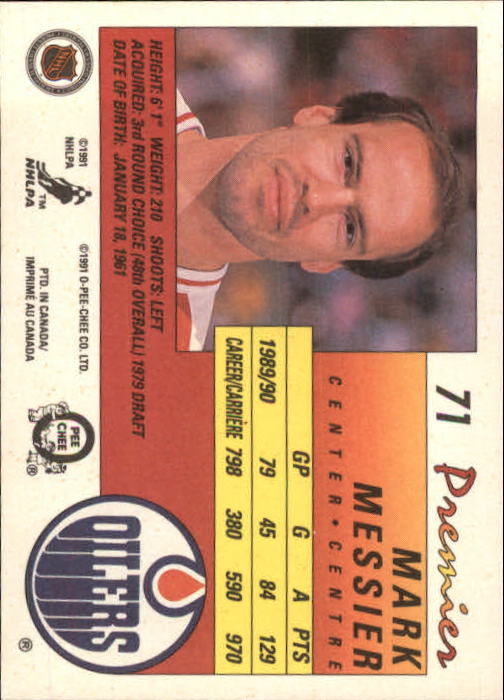 71 Premier
MARK
MESSIER
CENTER • CENTRE
GP G A PTS
1989/90 79 45 84 129
CAREER/CARRIÈRE 798 380 590 970
HEIGHT: 6' 1" WEIGHT: 210 SHOOTS: LEFT
ACQUIRED: 3rd ROUND CHOICE (48th OVERALL) 1979 DRAFT
DATE OF BIRTH: JANUARY 18, 1961
NHL
©1991
NHLPA
NHLPA™
©1991 O-PEE-CHEE CO. LTD.
PTD. IN CANADA/
IMPRIMÉ AU CANADA
O PEE
CHEE ®
OILERS ®